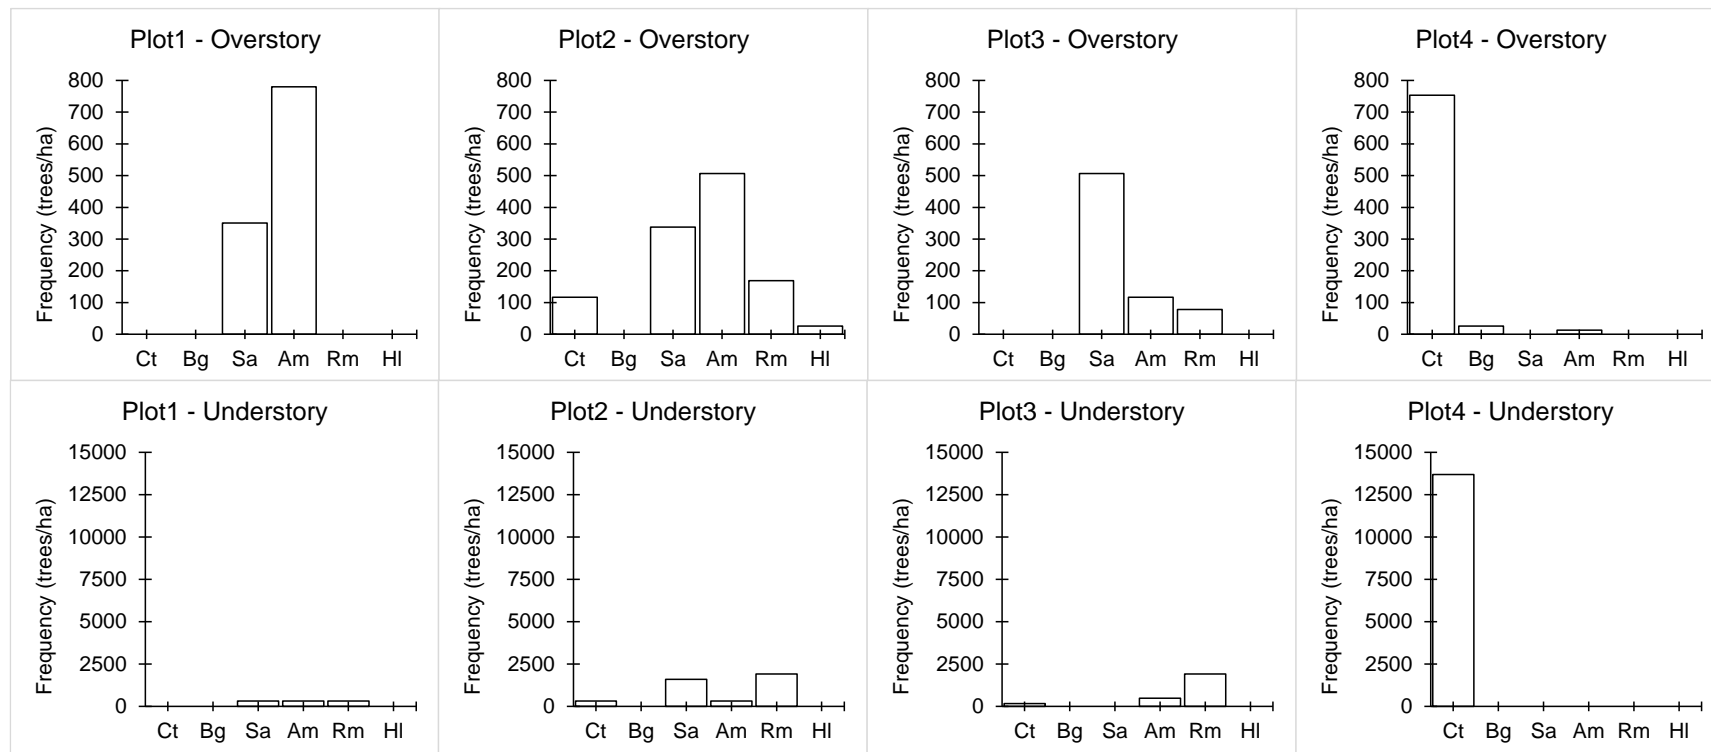 Plot1 - Overstory
Frequency (trees/ha)
800
700
600
500
400
300
200
100
0
Ct Bg Sa Am Rm Hl
Plot2 - Overstory
Frequency (trees/ha)
800
700
600
500
400
300
200
100
0
Ct Bg Sa Am Rm Hl
Plot3 - Overstory
Frequency (trees/ha)
800
700
600
500
400
300
200
100
0
Ct Bg Sa Am Rm Hl
Plot4 - Overstory
Frequency (trees/ha)
800
700
600
500
400
300
200
100
0
Ct Bg Sa Am Rm Hl
Plot1 - Understory
Frequency (trees/ha)
15000
12500
10000
7500
5000
2500
0
Ct Bg Sa Am Rm Hl
Plot2 - Understory
Frequency (trees/ha)
15000
12500
10000
7500
5000
2500
0
Ct Bg Sa Am Rm Hl
Plot3 - Understory
Frequency (trees/ha)
15000
12500
10000
7500
5000
2500
0
Ct Bg Sa Am Rm Hl
Plot4 - Understory
Frequency (trees/ha)
15000
12500
10000
7500
5000
2500
0
Ct Bg Sa Am Rm Hl